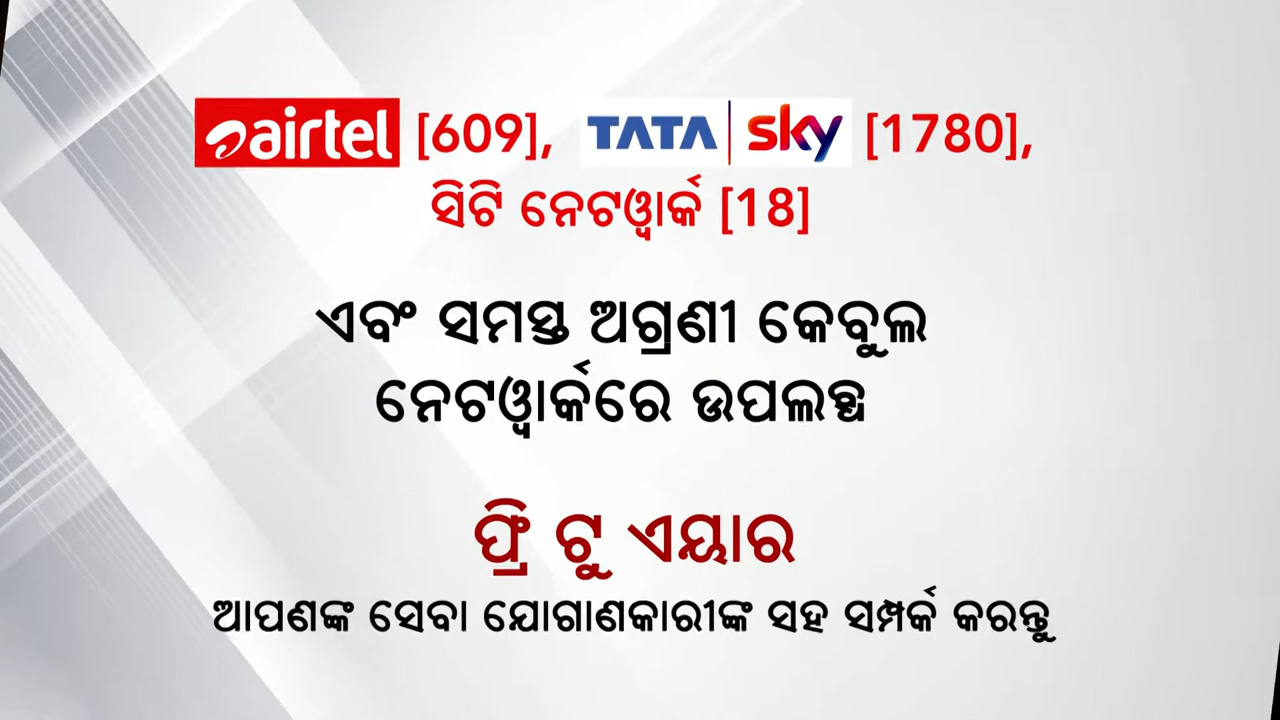 airtel [609], TATA sky [1780],
ସିଟି ନେଟୱାର୍କ [18]
ଏବଂ ସମସ୍ତ ଅଗ୍ରଣୀ କେବୁଲ
ନେଟୱାର୍କରେ ଉପଲବ୍ଧ
ଫ୍ରି ଟୁ ଏୟାର
ଆପଣଙ୍କ ସେବା ଯୋଗାଣକାରୀଙ୍କ ସହ ସମ୍ପର୍କ କରନ୍ତୁ